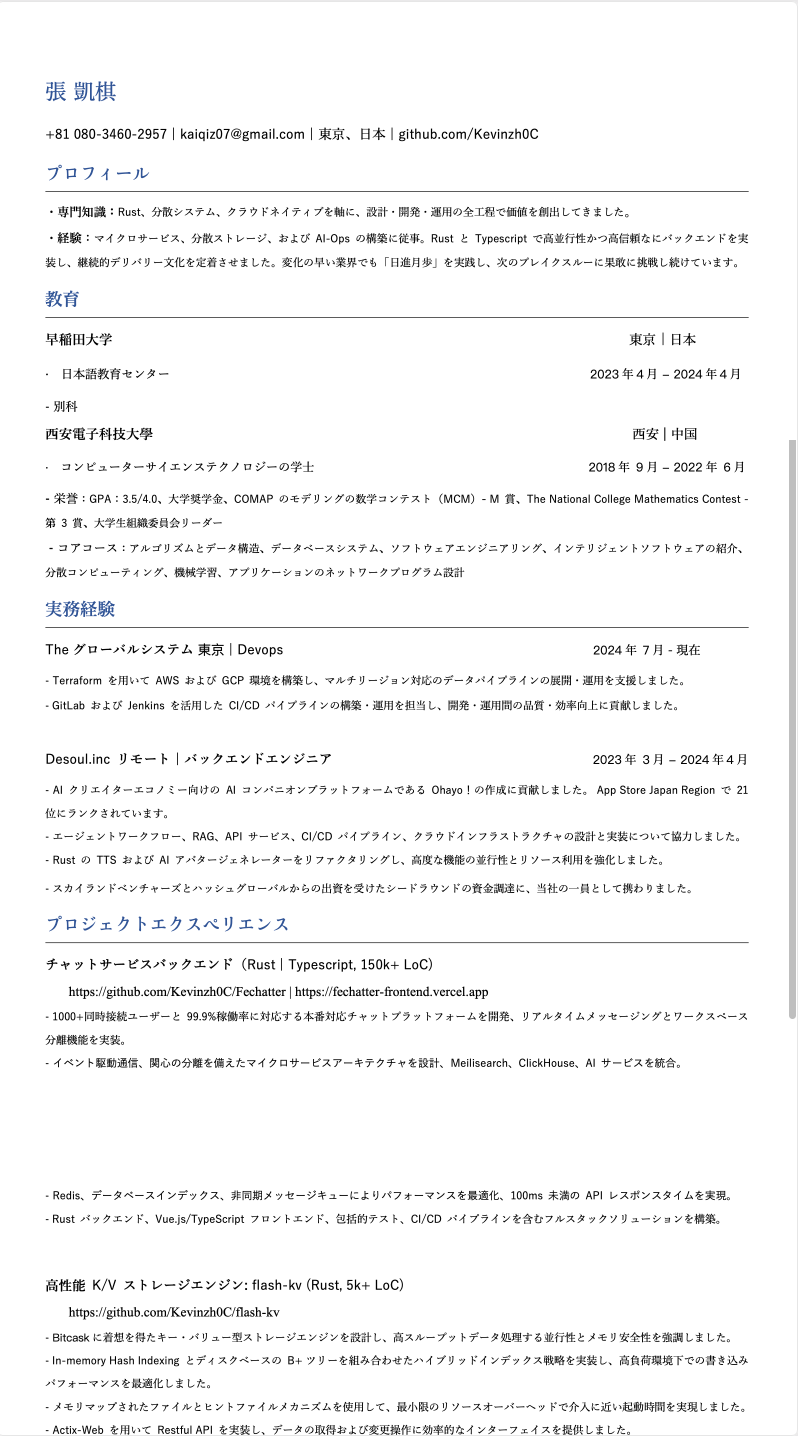 張 凱棋
+81 080-3460-2957 | kaiqiz07@gmail.com | 東京、日本 | github.com/Kevinzh0C
プロフィール
・専門知識：Rust、分散システム、クラウドネイティブを軸に、設計・開発・運用の全工程で価値を創出してきました。
・経験：マイクロサービス、分散ストレージ、および AI-Ops の構築に従事。Rust と Typescript で高並行性かつ高信頼なにバックエンドを実
装し、継続的デリバリー文化を定着させました。変化の早い業界でも「日進月歩」を実践し、次のブレイクスルーに果敢に挑戦し続けています。
教育
早稲田大学 東京｜日本
· 日本語教育センター 2023 年 4 月 – 2024 年 4 月
- 別科
西安電子科技大學 西安 | 中国
· コンピューターサイエンステクノロジーの学士 2018 年 9 月 – 2022 年 6 月
- 栄誉：GPA：3.5/4.0、大学奨学金、COMAP のモデリングの数学コンテスト（MCM）- M 賞、The National College Mathematics Contest -
第 3 賞、大学生組織委員会リーダー
- コアコース：アルゴリズムとデータ構造、データベースシステム、ソフトウェアエンジニアリング、インテリジェントソフトウェアの紹介、
分散コンピューティング、機械学習、アプリケーションのネットワークプログラム設計
実務経験
The グローバルシステム 東京｜Devops 2024 年 7 月 - 現在
- Terraform を用いて AWS および GCP 環境を構築し、マルチリージョン対応のデータパイプラインの展開・運用を支援しました。
- GitLab および Jenkins を活用した CI/CD パイプラインの構築・運用を担当し、開発・運用間の品質・効率向上に貢献しました。
Desoul.inc リモート｜バックエンドエンジニア 2023 年 3 月 – 2024 年 4 月
- AI クリエイターエコノミー向けの AI コンパニオンプラットフォームである Ohayo！の作成に貢献しました。 App Store Japan Region で 21
位にランクされています。
- エージェントワークフロー、RAG、API サービス、CI/CD パイプライン、クラウドインフラストラクチャの設計と実装について協力しました。
- Rust の TTS および AI アバタージェネレーターをリファクタリングし、高度な機能の並行性とリソース利用を強化しました。
- スカイランドベンチャーズとハッシュグローバルからの出資を受けたシードラウンドの資金調達に、当社の一員として携わりました。
プロジェクトエクスペリエンス
チャットサービスバックエンド（Rust | Typescript, 150k+ LoC）
https://github.com/Kevinzh0C/Fechatter | https://fechatter-frontend.vercel.app
- 1000+同時接続ユーザーと 99.9%稼働率に対応する本番対応チャットプラットフォームを開発、リアルタイムメッセージングとワークスペース
分離機能を実装。
- イベント駆動通信、関心の分離を備えたマイクロサービスアーキテクチャを設計、Meilisearch、ClickHouse、AI サービスを統合。
- Redis、データベースインデックス、非同期メッセージキューによりパフォーマンスを最適化、100ms 未満の API レスポンスタイムを実現。
- Rust バックエンド、Vue.js/TypeScript フロントエンド、包括的テスト、CI/CD パイプラインを含むフルスタックソリューションを構築。
高性能 K/V ストレージエンジン: flash-kv (Rust, 5k+ LoC)
https://github.com/Kevinzh0C/flash-kv
- Bitcask に着想を得たキー・バリュー型ストレージエンジンを設計し、高スループットデータ処理する並行性とメモリ安全性を強調しました。
- In-memory Hash Indexing とディスクベースの B+ ツリーを組み合わせたハイブリッドインデックス戦略を実装し、高負荷環境下での書き込み
パフォーマンスを最適化しました。
- メモリマップされたファイルとヒントファイルメカニズムを使用して、最小限のリソースオーバーヘッドで介入に近い起動時間を実現しました。
- Actix-Web を用いて Restful API を実装し、データの取得および変更操作に効率的なインターフェイスを提供しました。